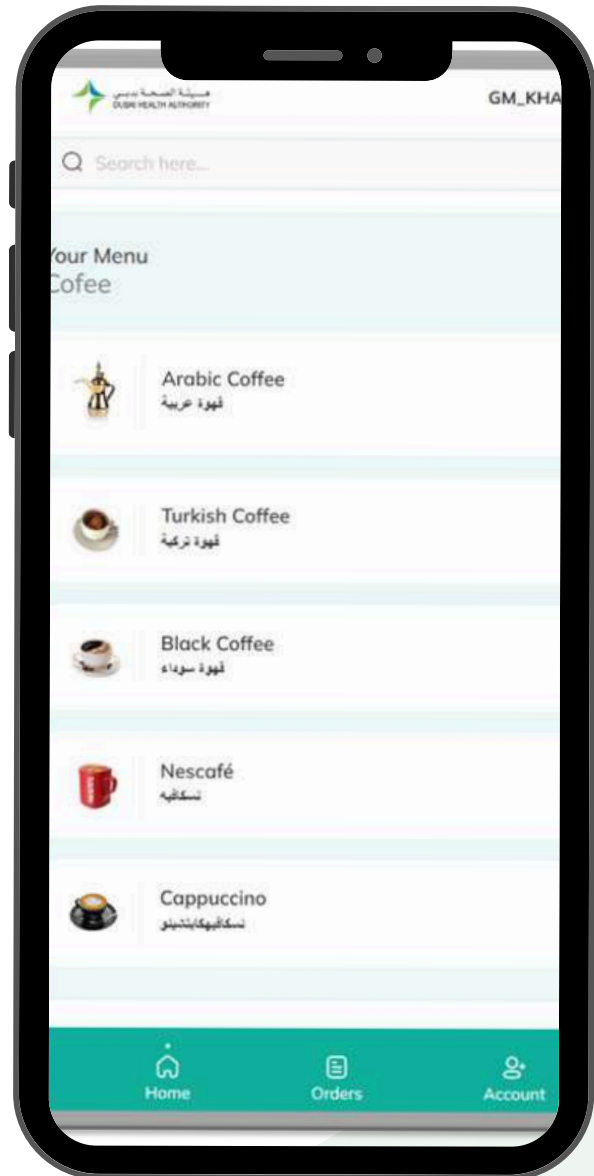 هيئة الصحة بدبي
DUBAI HEALTH AUTHORITY
GM_KHA
Search here...
Your Menu
Cofee
Arabic Coffee
قهوة عربية
Turkish Coffee
قهوة تركية
Black Coffee
قهوة سوداء
Nescafé
نسكافيه
Cappuccino
نسكافيهكابتشينو
Home
Orders
Account